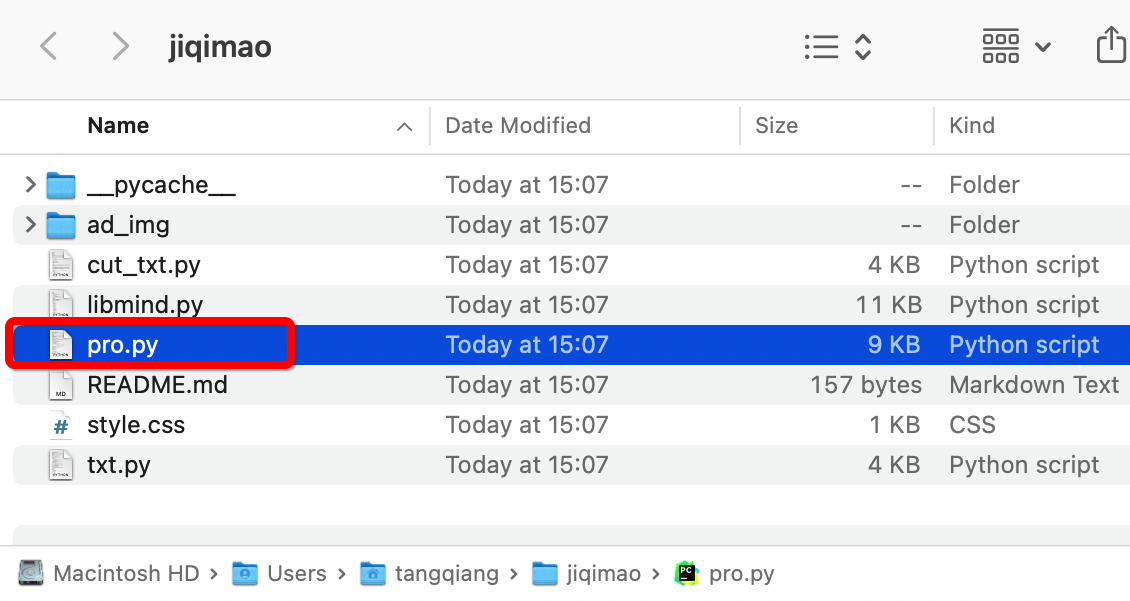 jiqimao
Name Date Modified Size Kind
__pycache__ Today at 15:07 -- Folder
ad_img Today at 15:07 -- Folder
cut_txt.py Today at 15:07 4 KB Python script
libmind.py Today at 15:07 11 KB Python script
pro.py Today at 15:07 9 KB Python script
README.md Today at 15:07 157 bytes Markdown Text
# style.css Today at 15:07 1 KB CSS
txt.py Today at 15:07 4 KB Python script
Macintosh HD › Users › tangqiang › jiqimao › PC pro.py